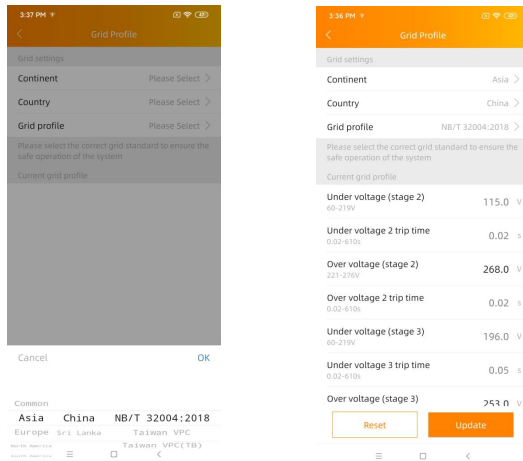 3:37 PM
Grid Profile
Grid settings
Continent Please Select
Country Please Select
Grid profile Please Select
Please select the correct grid standard to ensure the
safe operation of the system
Current grid profile
Cancel OK
Common
Asia China NB/T 32004:2018
Europe Sri Lanka Taiwan VPC
North America Taiwan VPC(TB)
South America
3:36 PM
Grid Profile
Grid settings
Continent Asia
Country China
Grid profile NB/T 32004:2018
Please select the correct grid standard to ensure the
safe operation of the system
Current grid profile
Under voltage (stage 2) 115.0 V
60-219V
Under voltage 2 trip time 0.02 s
0.02-610s
Over voltage (stage 2) 268.0 V
221-276V
Over voltage 2 trip time 0.02 s
0.02-610s
Under voltage (stage 3) 196.0 V
60-219V
Under voltage 3 trip time 0.05 s
0.02-610s
Over voltage (stage 3) 253.0 V
Reset Update